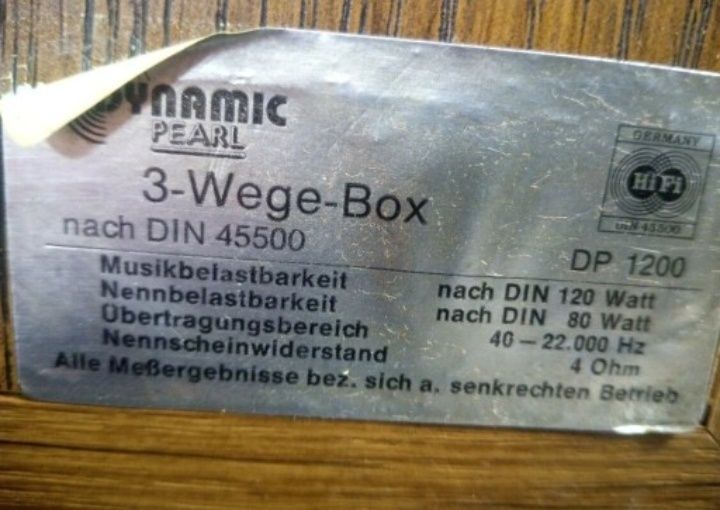 DYNAMIC
PEARL
3-Wege-Box
nach DIN 45500
GERMANY
HiFi
DIN 45500
DP 1200
Musikbelastbarkeit nach DIN 120 Watt
Nennbelastbarkeit nach DIN 80 Watt
Übertragungsbereich 40 – 22.000 Hz
Nennscheinwiderstand 4 Ohm
Alle Meßergebnisse bez. sich a. senkrechten Betrieb